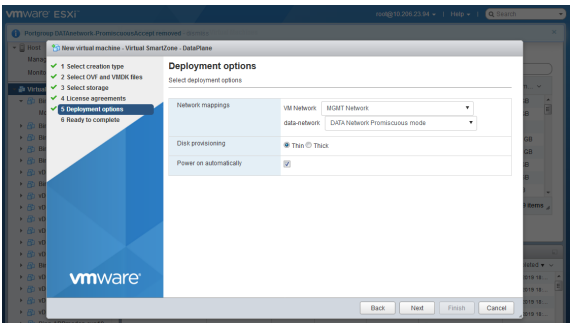 vmware ESXi
root@10.206.23.94 | Help | Search
Portgroup DATAnetwork-PromiscuousAccept removed
Host
New virtual machine - Virtual SmartZone - DataPlane
1 Select creation type
2 Select OVF and VMDK files
3 Select storage
4 License agreements
5 Deployment options
6 Ready to complete
Deployment options
Select deployment options
Network mappings
VM Network MGMT Network
data-network DATA Network Promiscuous mode
Disk provisioning
Thin Thick
Power on automatically
vmware
Back Next Finish Cancel